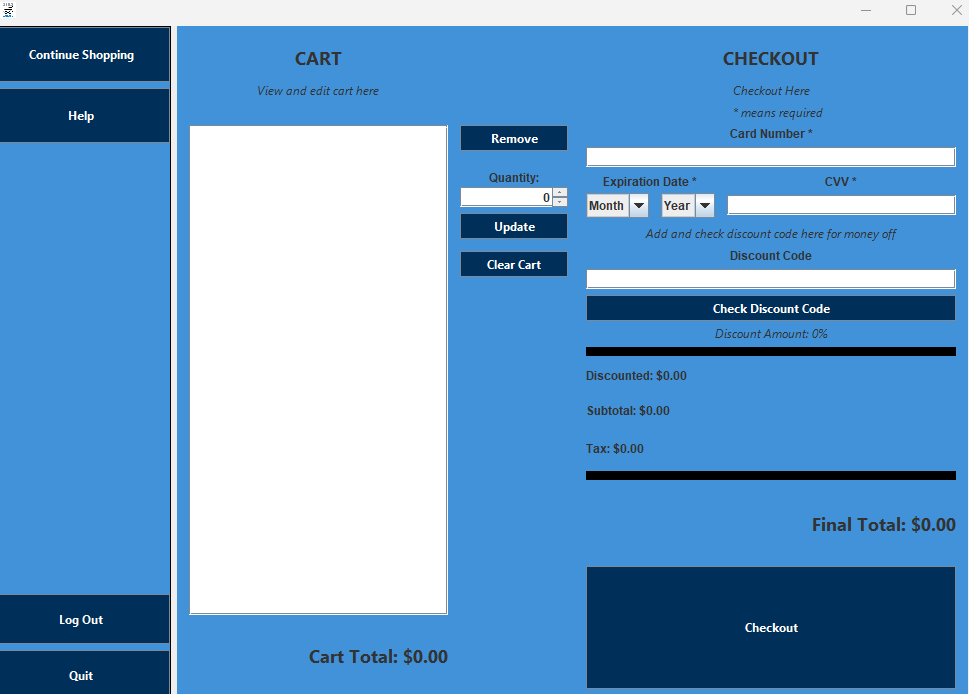 Continue Shopping
Help
Log Out
Quit
CART
View and edit cart here
Remove
Quantity:
0
Update
Clear Cart
Cart Total: $0.00
CHECKOUT
Checkout Here
* means required
Card Number *
Expiration Date * CVV *
Month Year
Add and check discount code here for money off
Discount Code
Check Discount Code
Discount Amount: 0%
Discounted: $0.00
Subtotal: $0.00
Tax: $0.00
Final Total: $0.00
Checkout